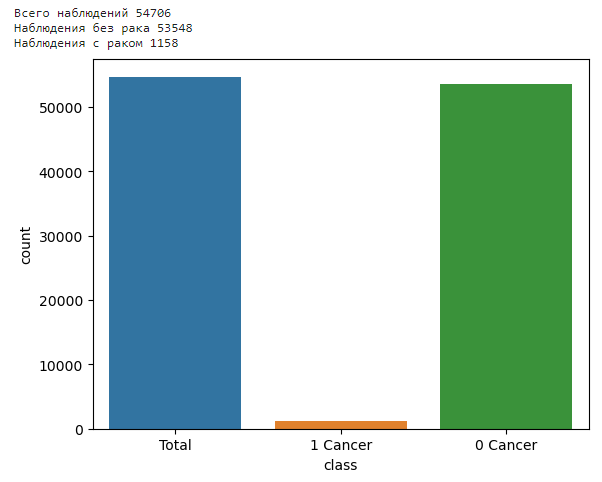 Всего наблюдений 54706
Наблюдения без рака 53548
Наблюдения с раком 1158
50000
40000
30000
20000
10000
0
count
Total
1 Cancer
0 Cancer
class